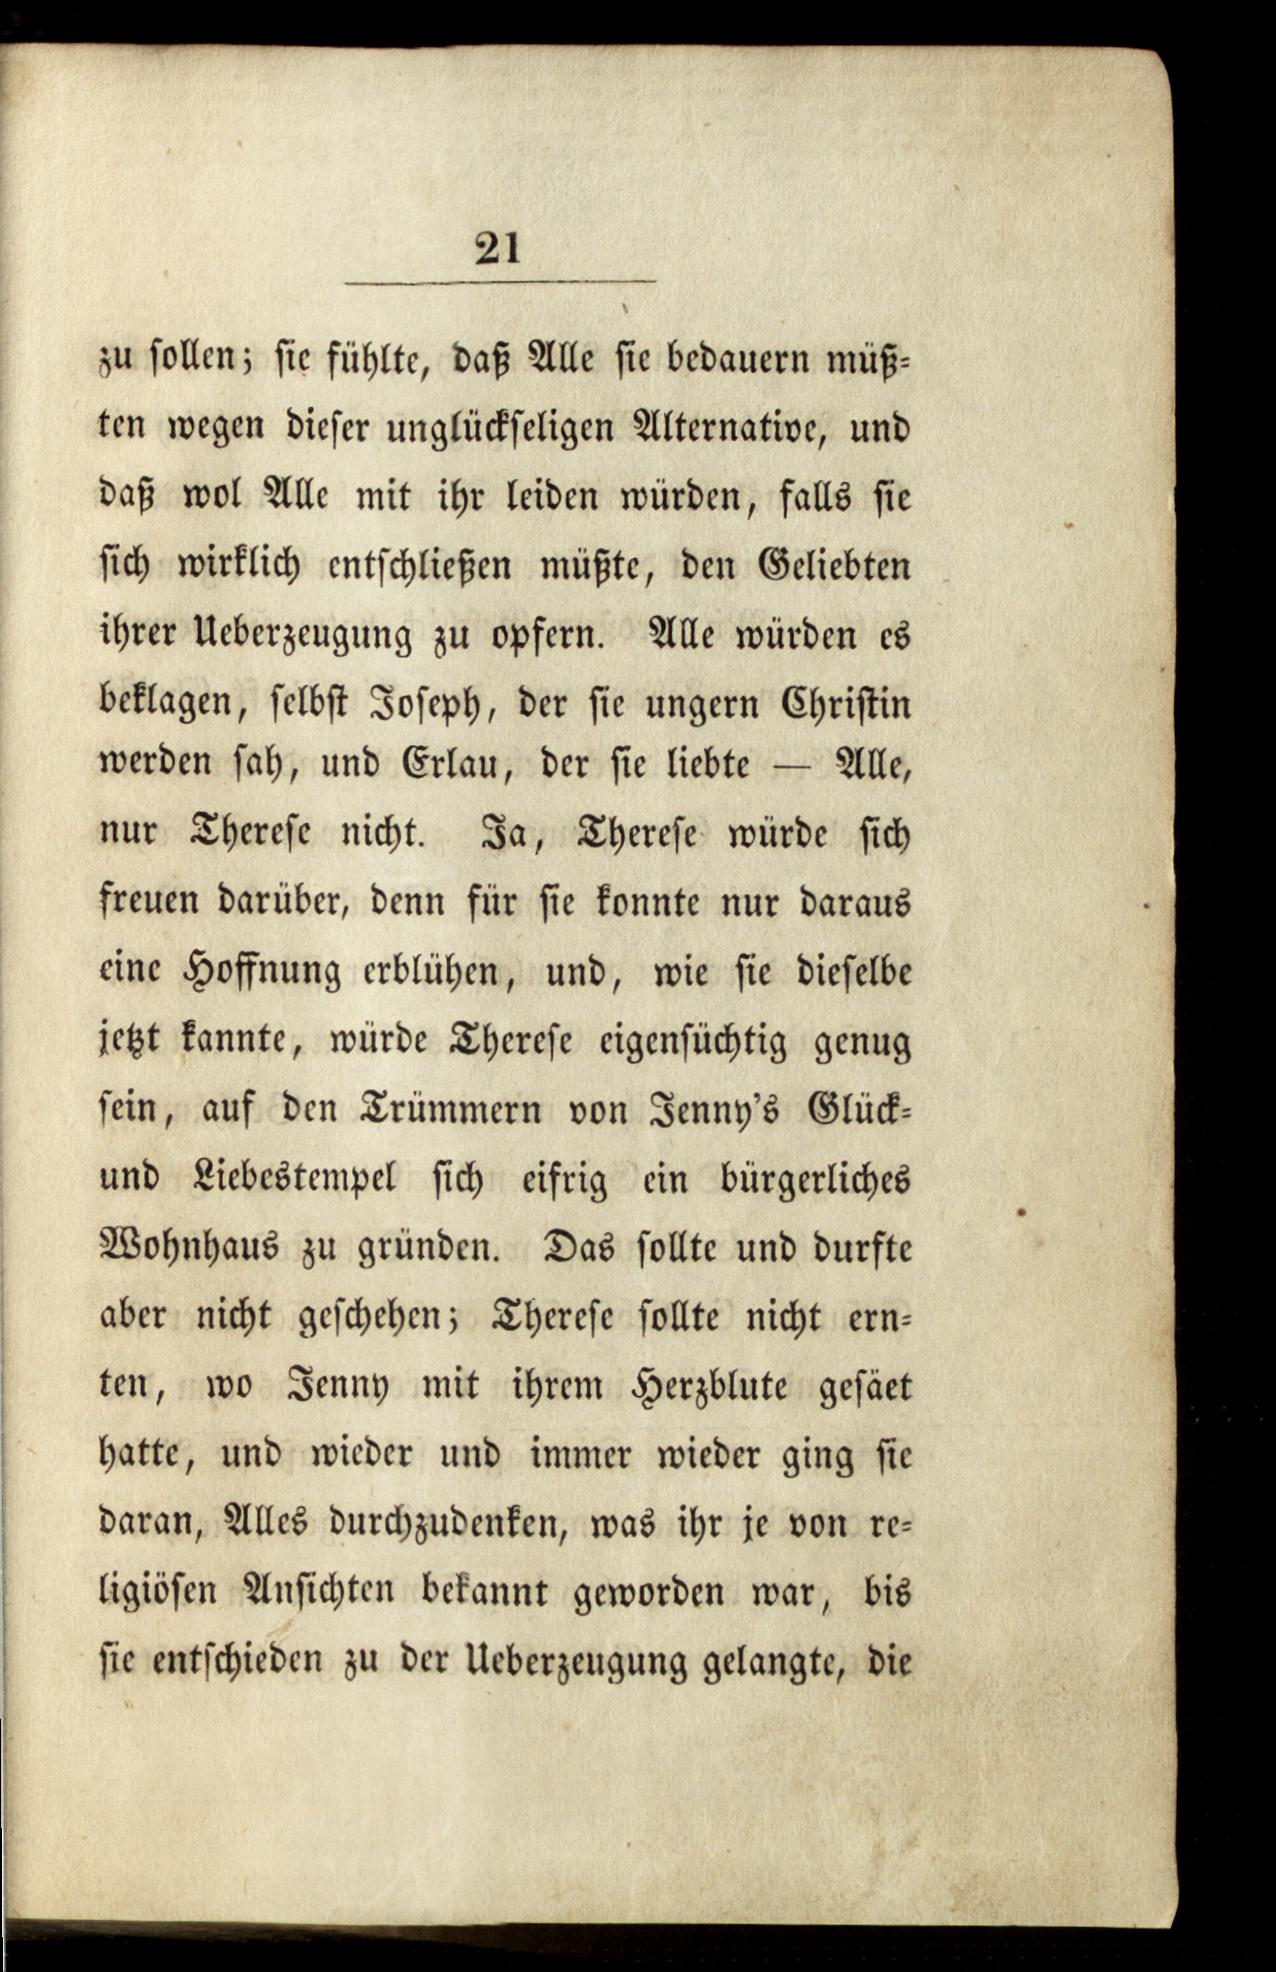 21
zu ſollen; ſie fühlte, daß Alle ſie bedauern müß⸗
ten wegen dieſer unglückſeligen Alternative, und
daß wol Alle mit ihr leiden würden, falls ſie
ſich wirklich entſchließen müßte, den Geliebten
ihrer Ueberzeugung zu opfern. Alle würden es
beklagen, ſelbſt Joſeph, der ſie ungern Chriſtin
werden ſah, und Erlau, der ſie liebte — Alle,
nur Thereſe nicht. Ja, Thereſe würde ſich
freuen darüber, denn für ſie konnte nur daraus
eine Hoffnung erblühen, und, wie ſie dieſelbe
jetzt kannte, würde Thereſe eigenſüchtig genug
ſein, auf den Trümmern von Jenny's Glück⸗
und Liebestempel ſich eifrig ein bürgerliches
Wohnhaus zu gründen. Das ſollte und durfte
aber nicht geſchehen; Thereſe ſollte nicht ern⸗
ten, wo Jenny mit ihrem Herzblute geſäet
hatte, und wieder und immer wieder ging ſie
daran, Alles durchzudenken, was ihr je von re⸗
ligiöſen Anſichten bekannt geworden war, bis
ſie entſchieden zu der Ueberzeugung gelangte, die